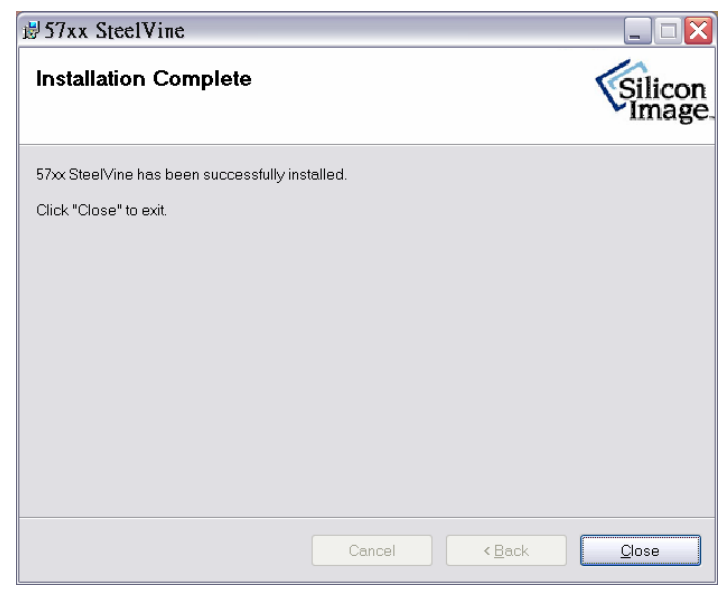 57xx SteelVine
Installation Complete
Silicon
Image
57xx SteelVine has been successfully installed.
Click "Close" to exit.
Cancel
< Back
Close